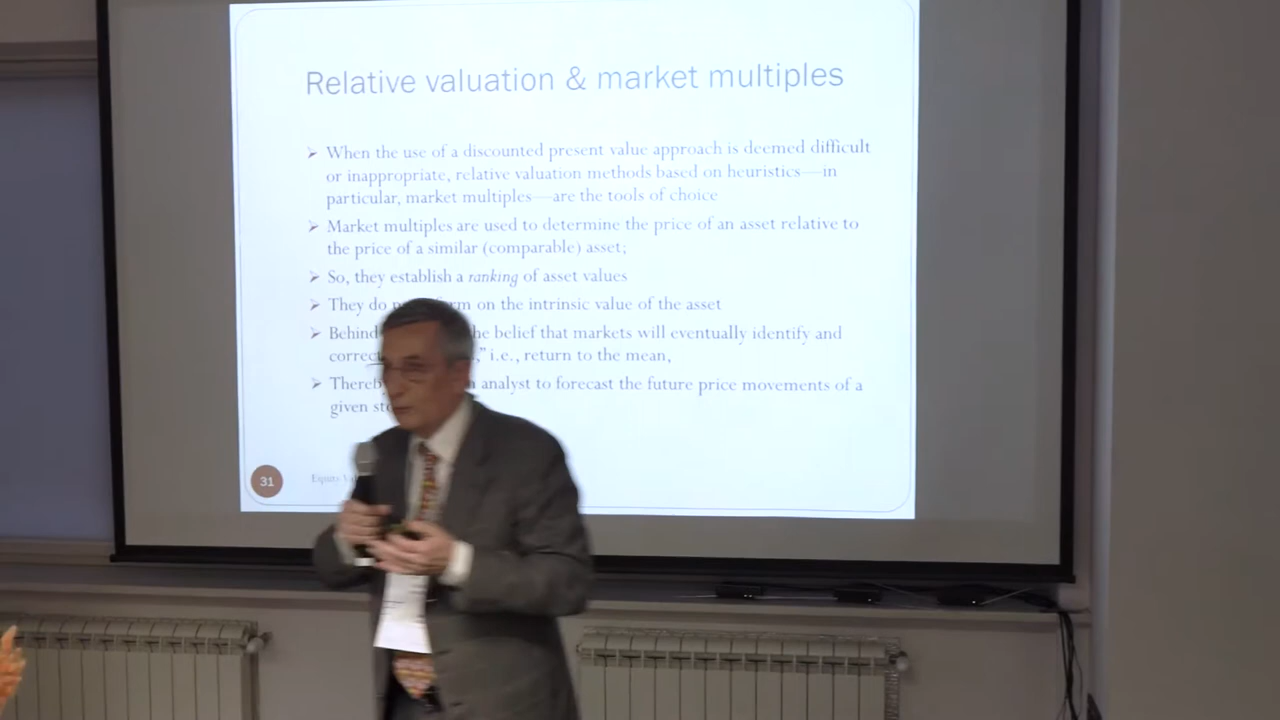 Relative valuation & market multiples
➢ When the use of a discounted present value approach is deemed difficult
or inappropriate, relative valuation methods based on heuristics—in
particular, market multiples—are the tools of choice
➢ Market multiples are used to determine the price of an asset relative to
the price of a similar (comparable) asset;
➢ So, they establish a ranking of asset values
➢ They do on the intrinsic value of the asset
➢ Behind belief that markets will eventually identify and
i.e., return to the mean,
➢ analyst to forecast the future price movements of a
given
31
Equity